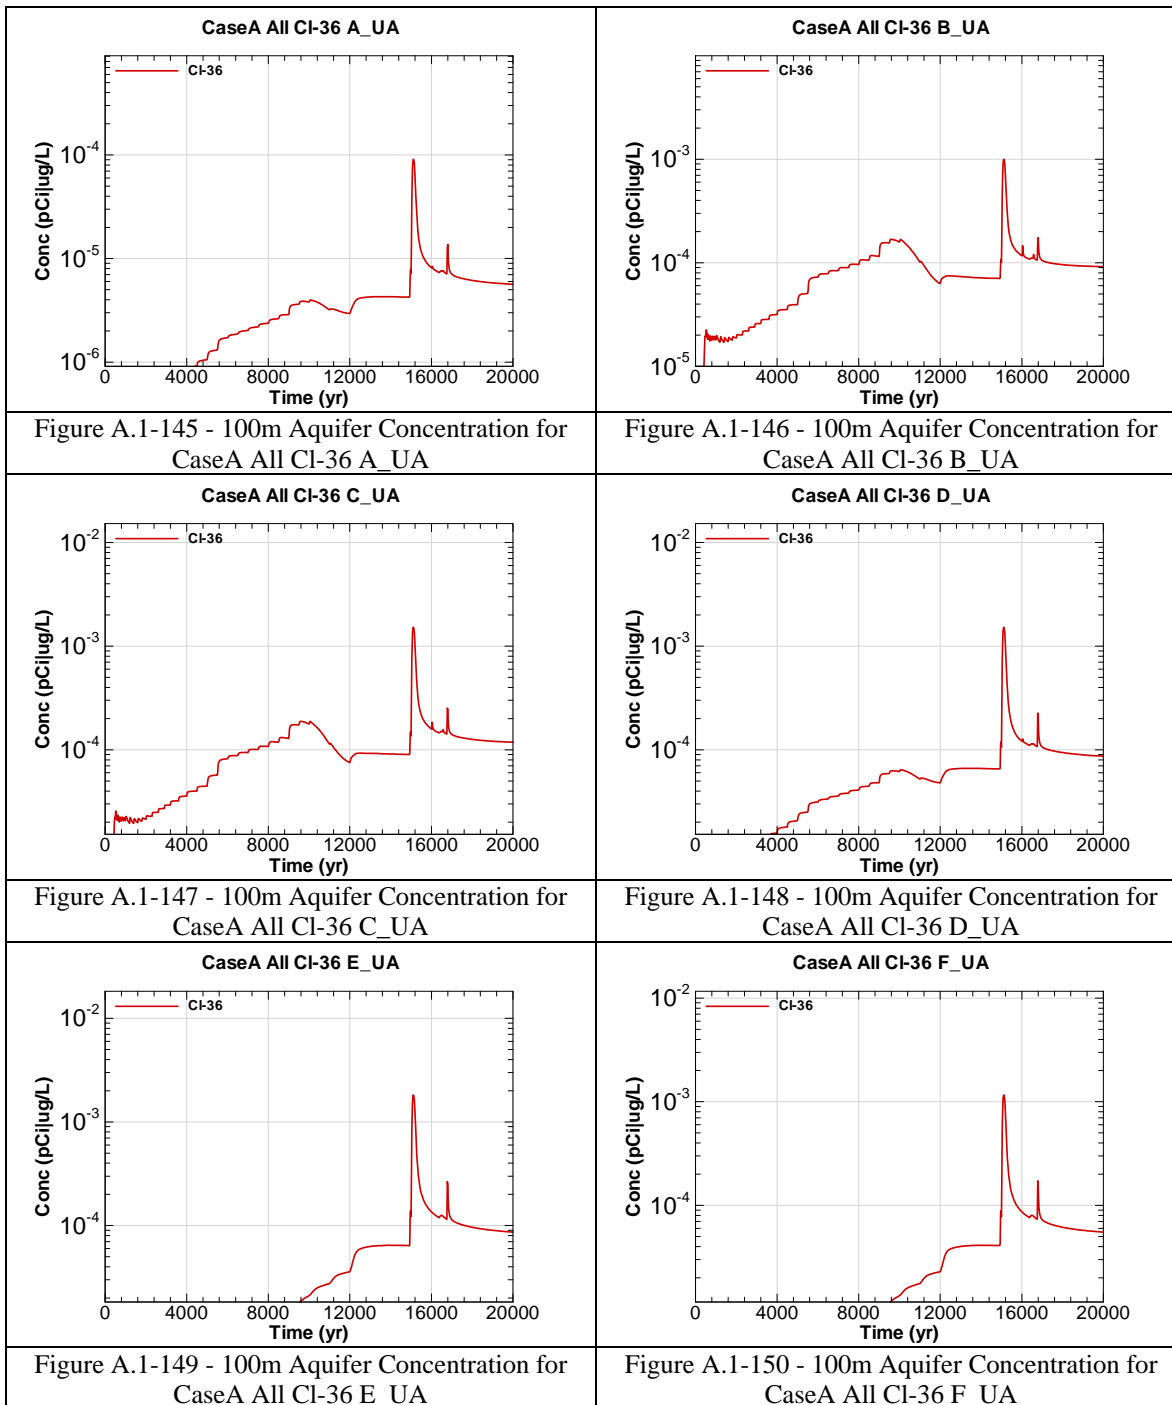 CaseA All Cl-36 A_UA
Cl-36
10^-4
10^-5
10^-6
Conc (pCi|ug/L)
0 4000 8000 12000 16000 20000
Time (yr)
Figure A.1-145 - 100m Aquifer Concentration for
CaseA All Cl-36 A_UA
CaseA All Cl-36 B_UA
Cl-36
10^-3
10^-4
10^-5
Conc (pCi|ug/L)
0 4000 8000 12000 16000 20000
Time (yr)
Figure A.1-146 - 100m Aquifer Concentration for
CaseA All Cl-36 B_UA
CaseA All Cl-36 C_UA
Cl-36
10^-2
10^-3
10^-4
Conc (pCi|ug/L)
0 4000 8000 12000 16000 20000
Time (yr)
Figure A.1-147 - 100m Aquifer Concentration for
CaseA All Cl-36 C_UA
CaseA All Cl-36 D_UA
Cl-36
10^-2
10^-3
10^-4
Conc (pCi|ug/L)
0 4000 8000 12000 16000 20000
Time (yr)
Figure A.1-148 - 100m Aquifer Concentration for
CaseA All Cl-36 D_UA
CaseA All Cl-36 E_UA
Cl-36
10^-2
10^-3
10^-4
Conc (pCi|ug/L)
0 4000 8000 12000 16000 20000
Time (yr)
Figure A.1-149 - 100m Aquifer Concentration for
CaseA All Cl-36 E_UA
CaseA All Cl-36 F_UA
Cl-36
10^-2
10^-3
10^-4
Conc (pCi|ug/L)
0 4000 8000 12000 16000 20000
Time (yr)
Figure A.1-150 - 100m Aquifer Concentration for
CaseA All Cl-36 F_UA